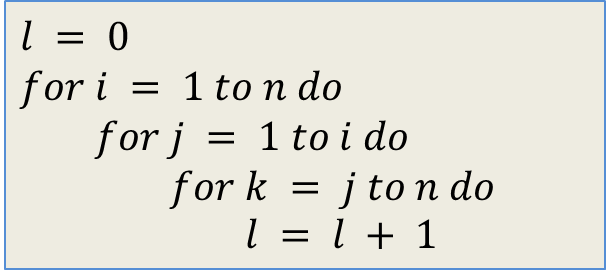 l = 0
for i = 1 to n do
for j = 1 to i do
for k = j to n do
l = l + 1